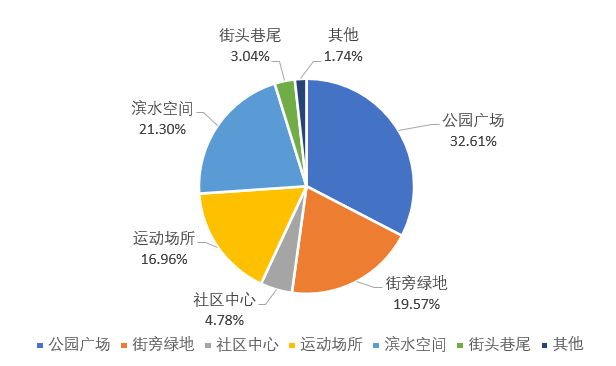 街头巷尾
3.04%
其他
1.74%
公园广场
32.61%
滨水空间
21.30%
运动场所
16.96%
街旁绿地
19.57%
社区中心
4.78%
公园广场 街旁绿地 社区中心 运动场所 滨水空间 街头巷尾 其他